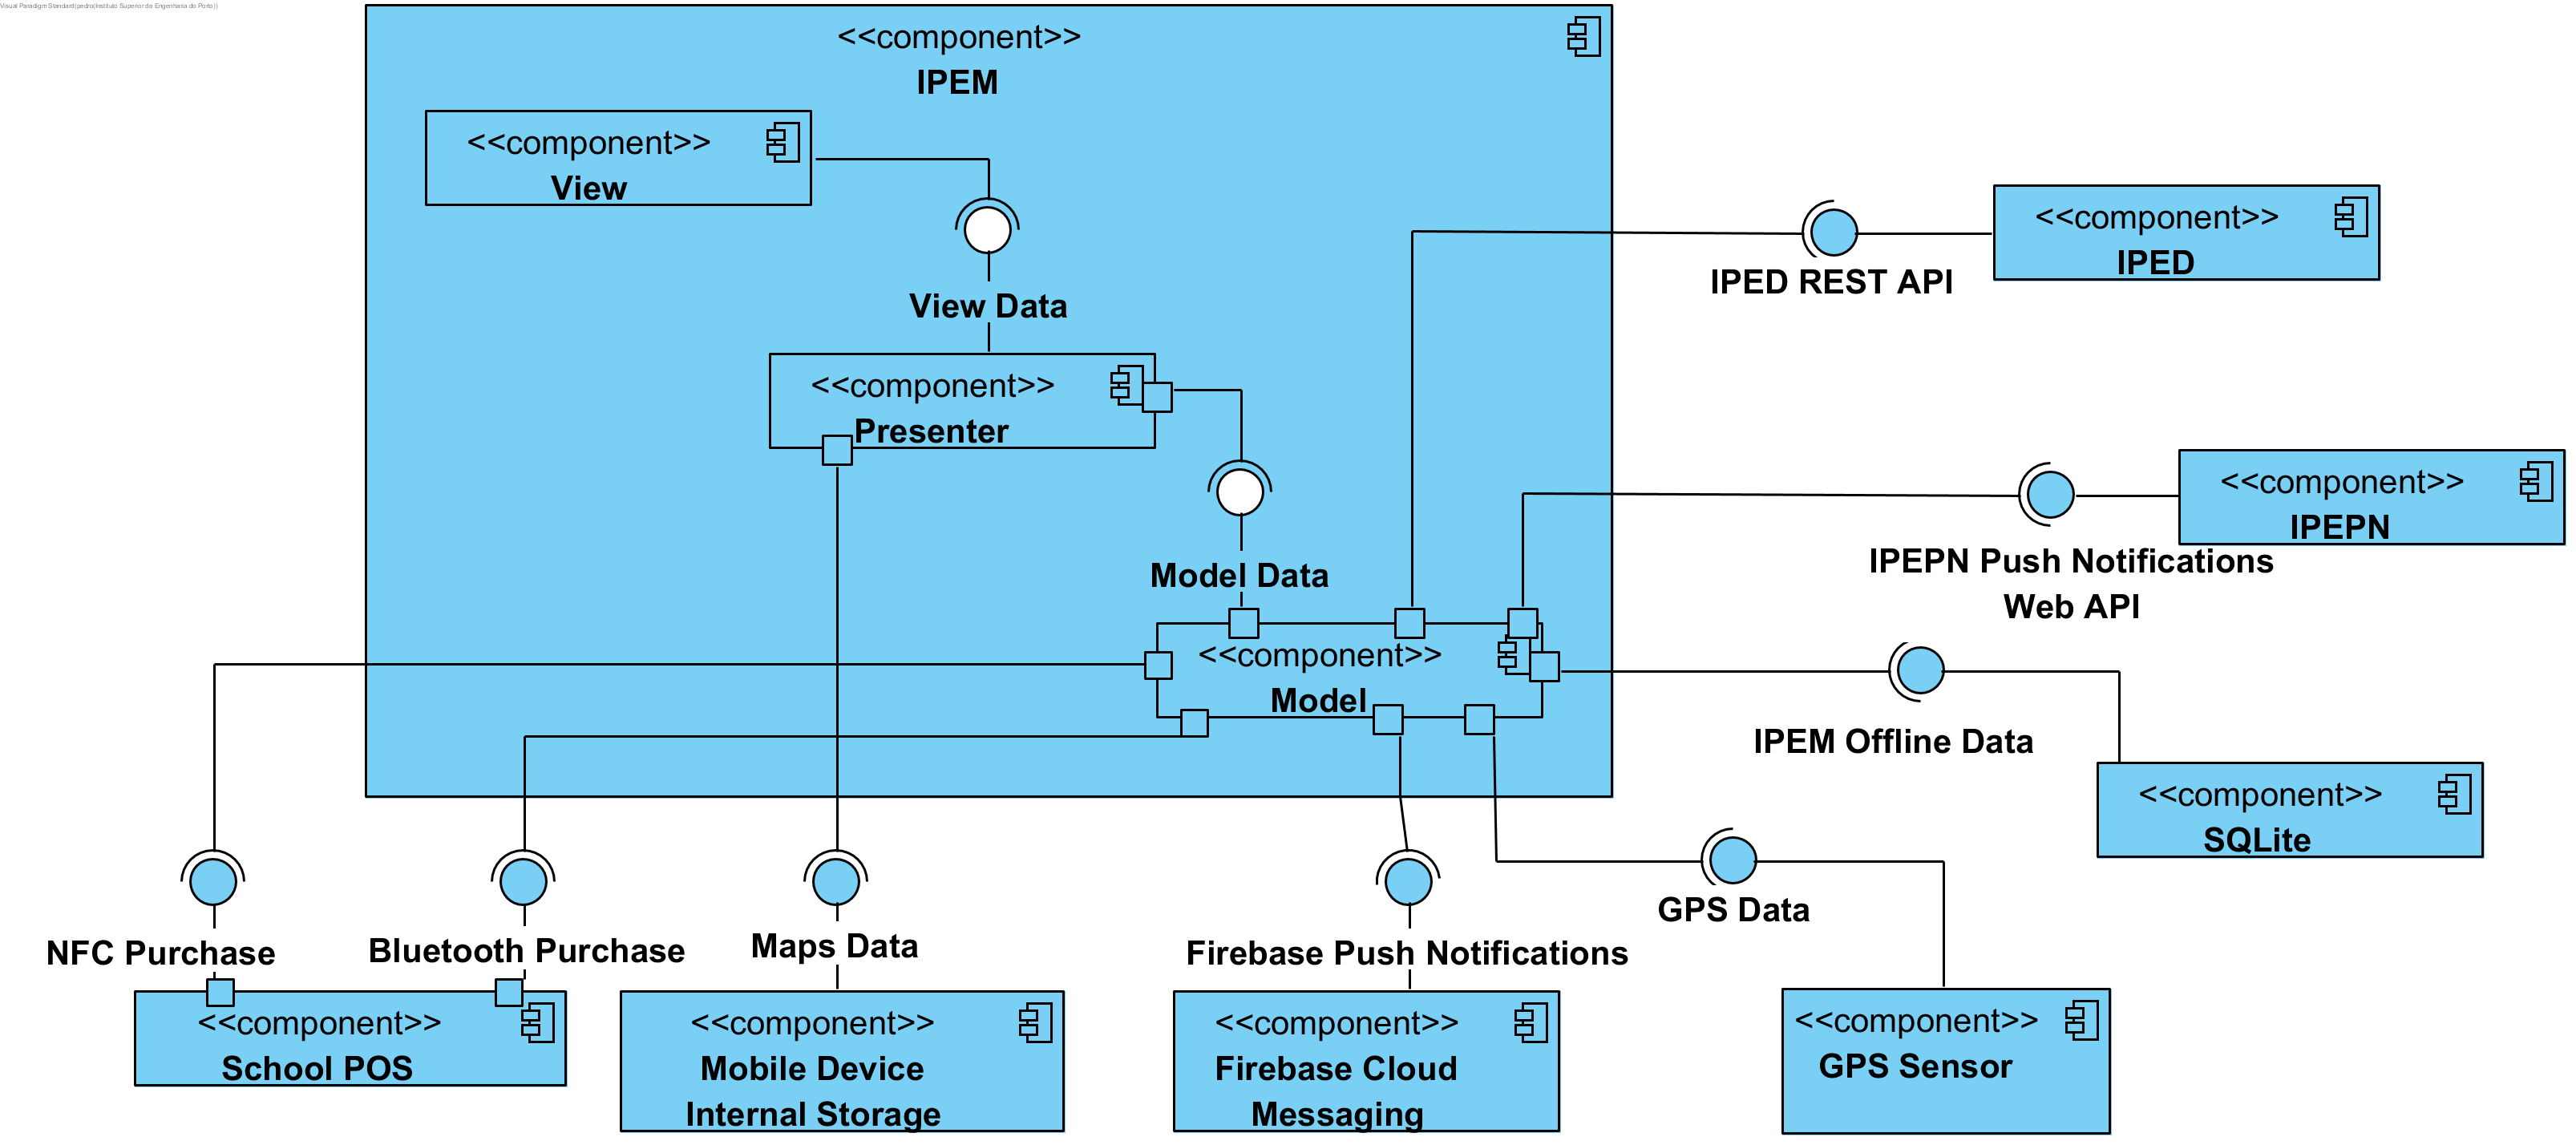 Visual Paradigm Standard(pedro(Instituto Superior de Engenharia do Porto))
<<component>>
IPEM
<<component>>
View
View Data
<<component>>
IPED
IPED REST API
<<component>>
Presenter
<<component>>
IPEPN
IPEPN Push Notifications
Web API
Model Data
<<component>>
Model
IPEM Offline Data
<<component>>
SQLite
GPS Data
NFC Purchase
Bluetooth Purchase
Maps Data
Firebase Push Notifications
<<component>>
School POS
<<component>>
Mobile Device
Internal Storage
<<component>>
Firebase Cloud
Messaging
<<component>>
GPS Sensor